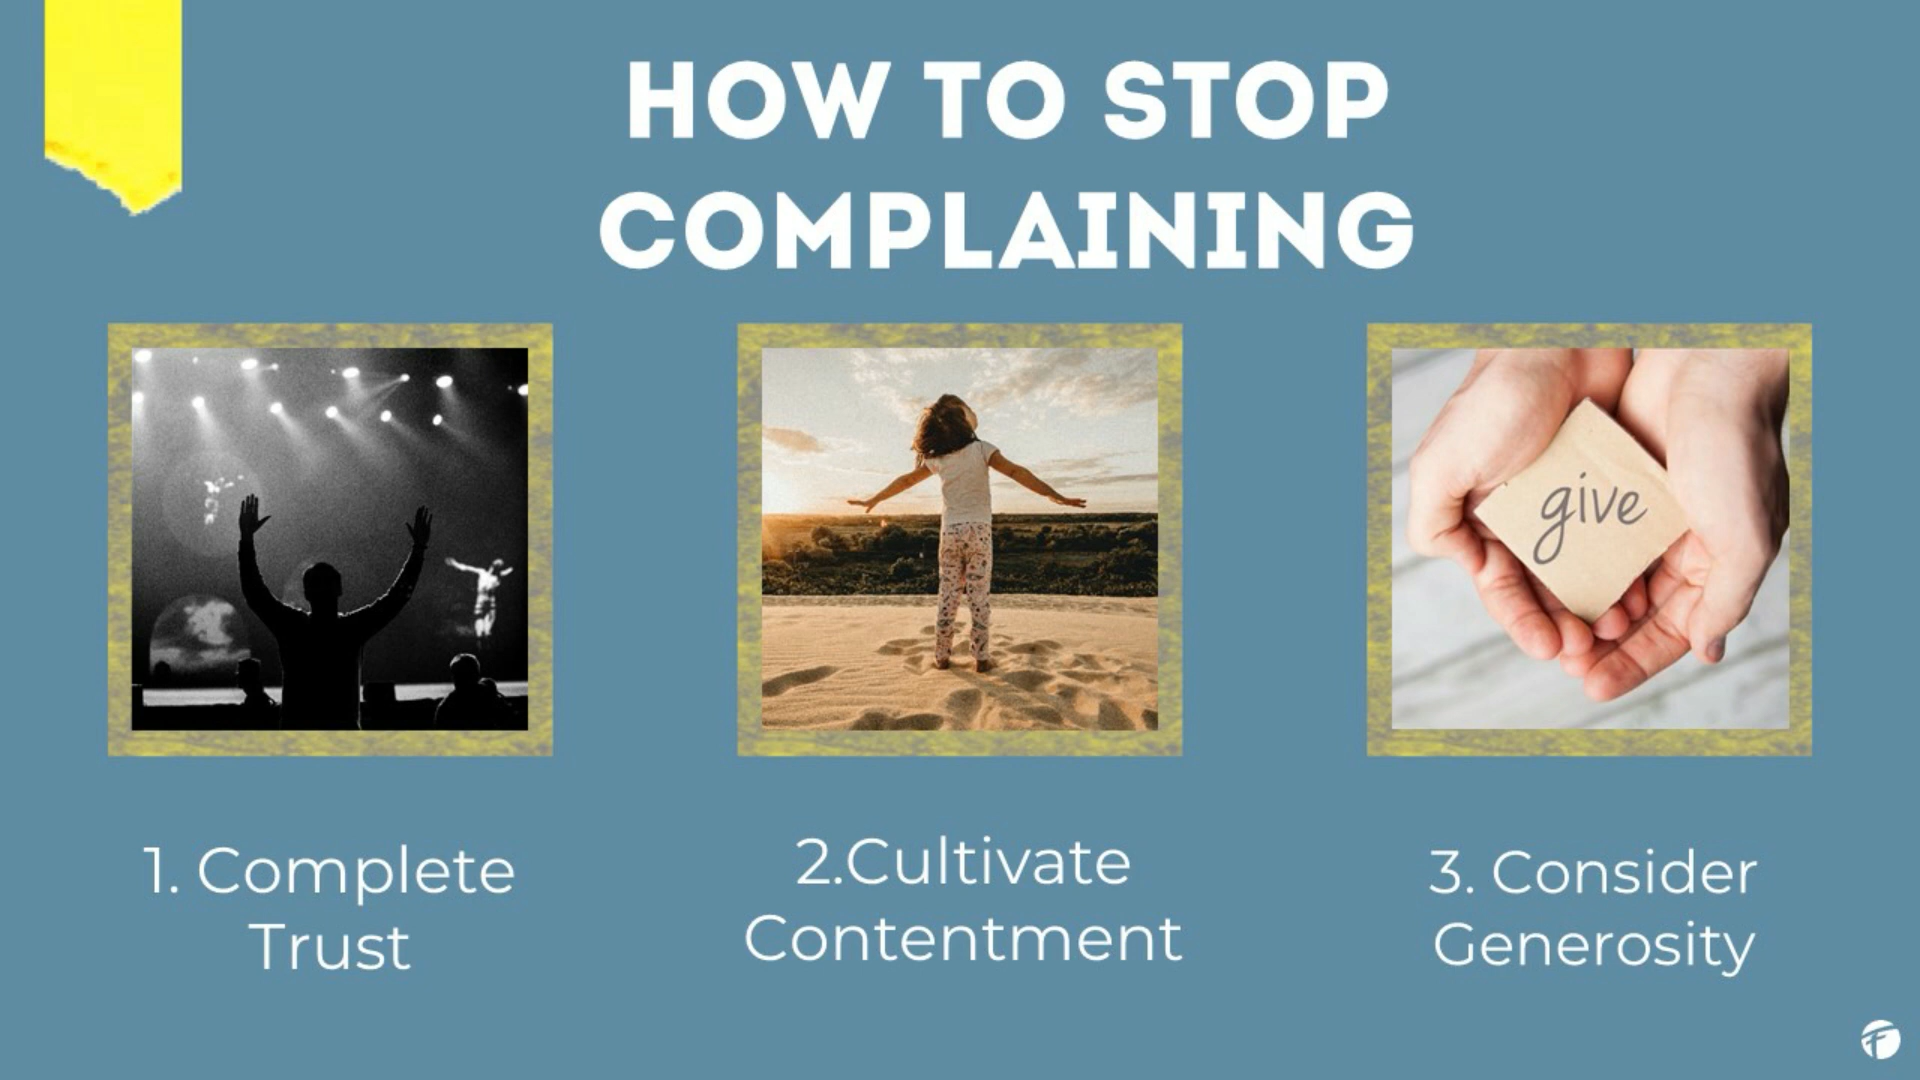 HOW TO STOP
COMPLAINING
give
1. Complete
Trust
2.Cultivate
Contentment
3. Consider
Generosity